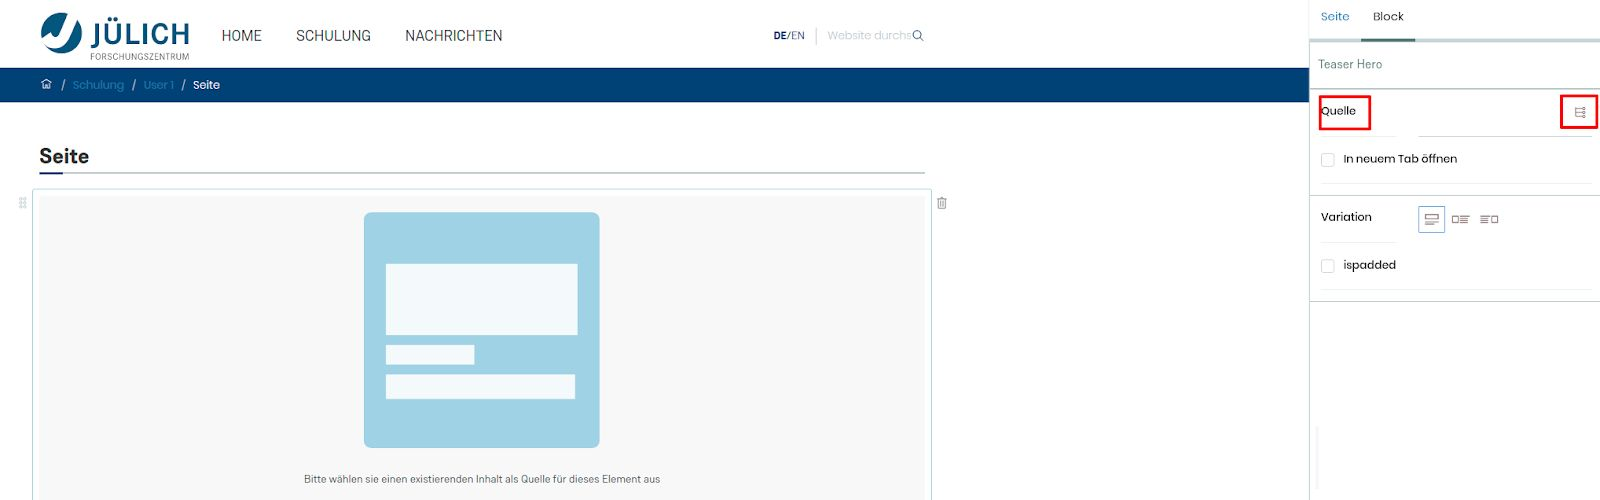 JÜLICH
FORSCHUNGSZENTRUM
HOME SCHULUNG NACHRICHTEN
DE/EN Website durchs
/ Schulung / User 1 / Seite
Seite
Bitte wählen sie einen existierenden Inhalt als Quelle für dieses Element aus
Seite Block
Teaser Hero
Quelle
In neuem Tab öffnen
Variation
ispadded